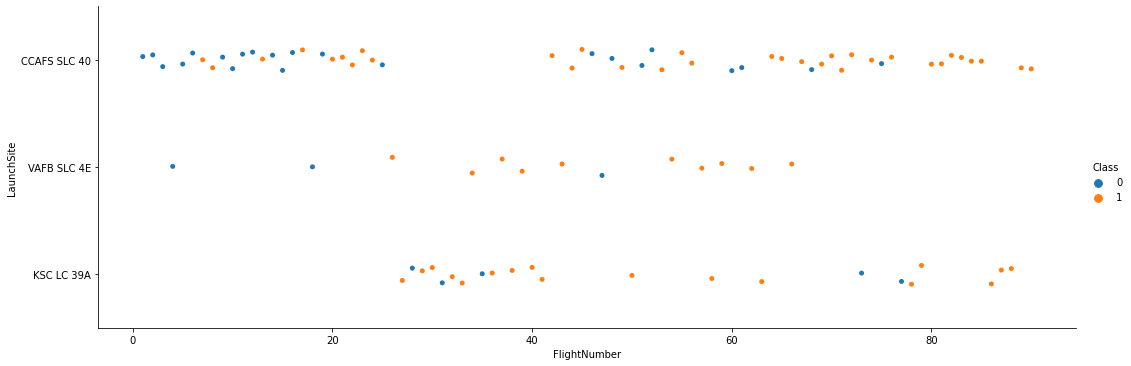 CCAFS SLC 40
VAFB SLC 4E
KSC LC 39A
LaunchSite
0 20 40 60 80
FlightNumber
Class
0
1